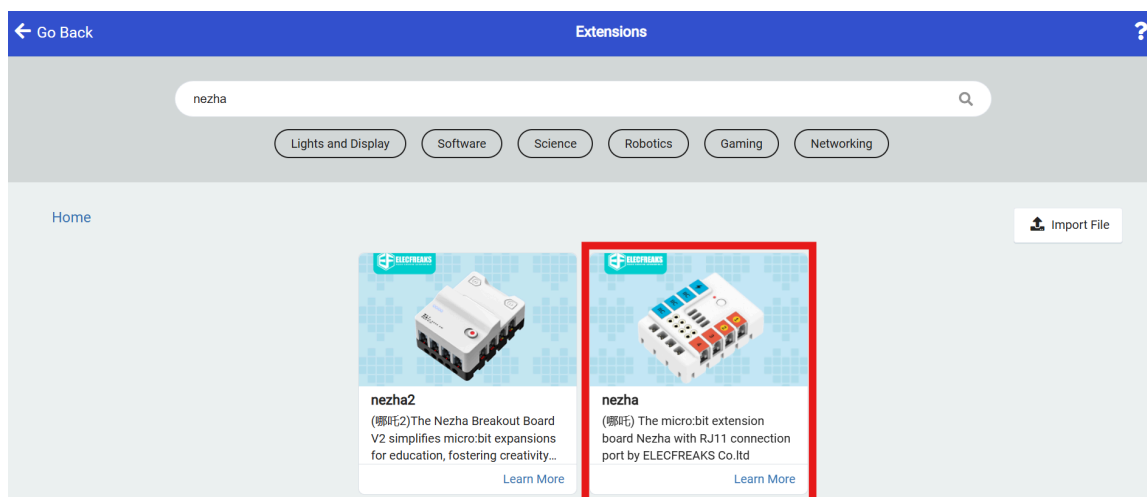 Go Back
Extensions
?
nezha
Lights and Display
Software
Science
Robotics
Gaming
Networking
Home
Import File
ELECFREAKS
nezha2
(哪吒2)The Nezha Breakout Board
V2 simplifies micro:bit expansions
for education, fostering creativity...
Learn More
ELECFREAKS
nezha
(哪吒) The micro:bit extension
board Nezha with RJ11 connection
port by ELECFREAKS Co.ltd
Learn More